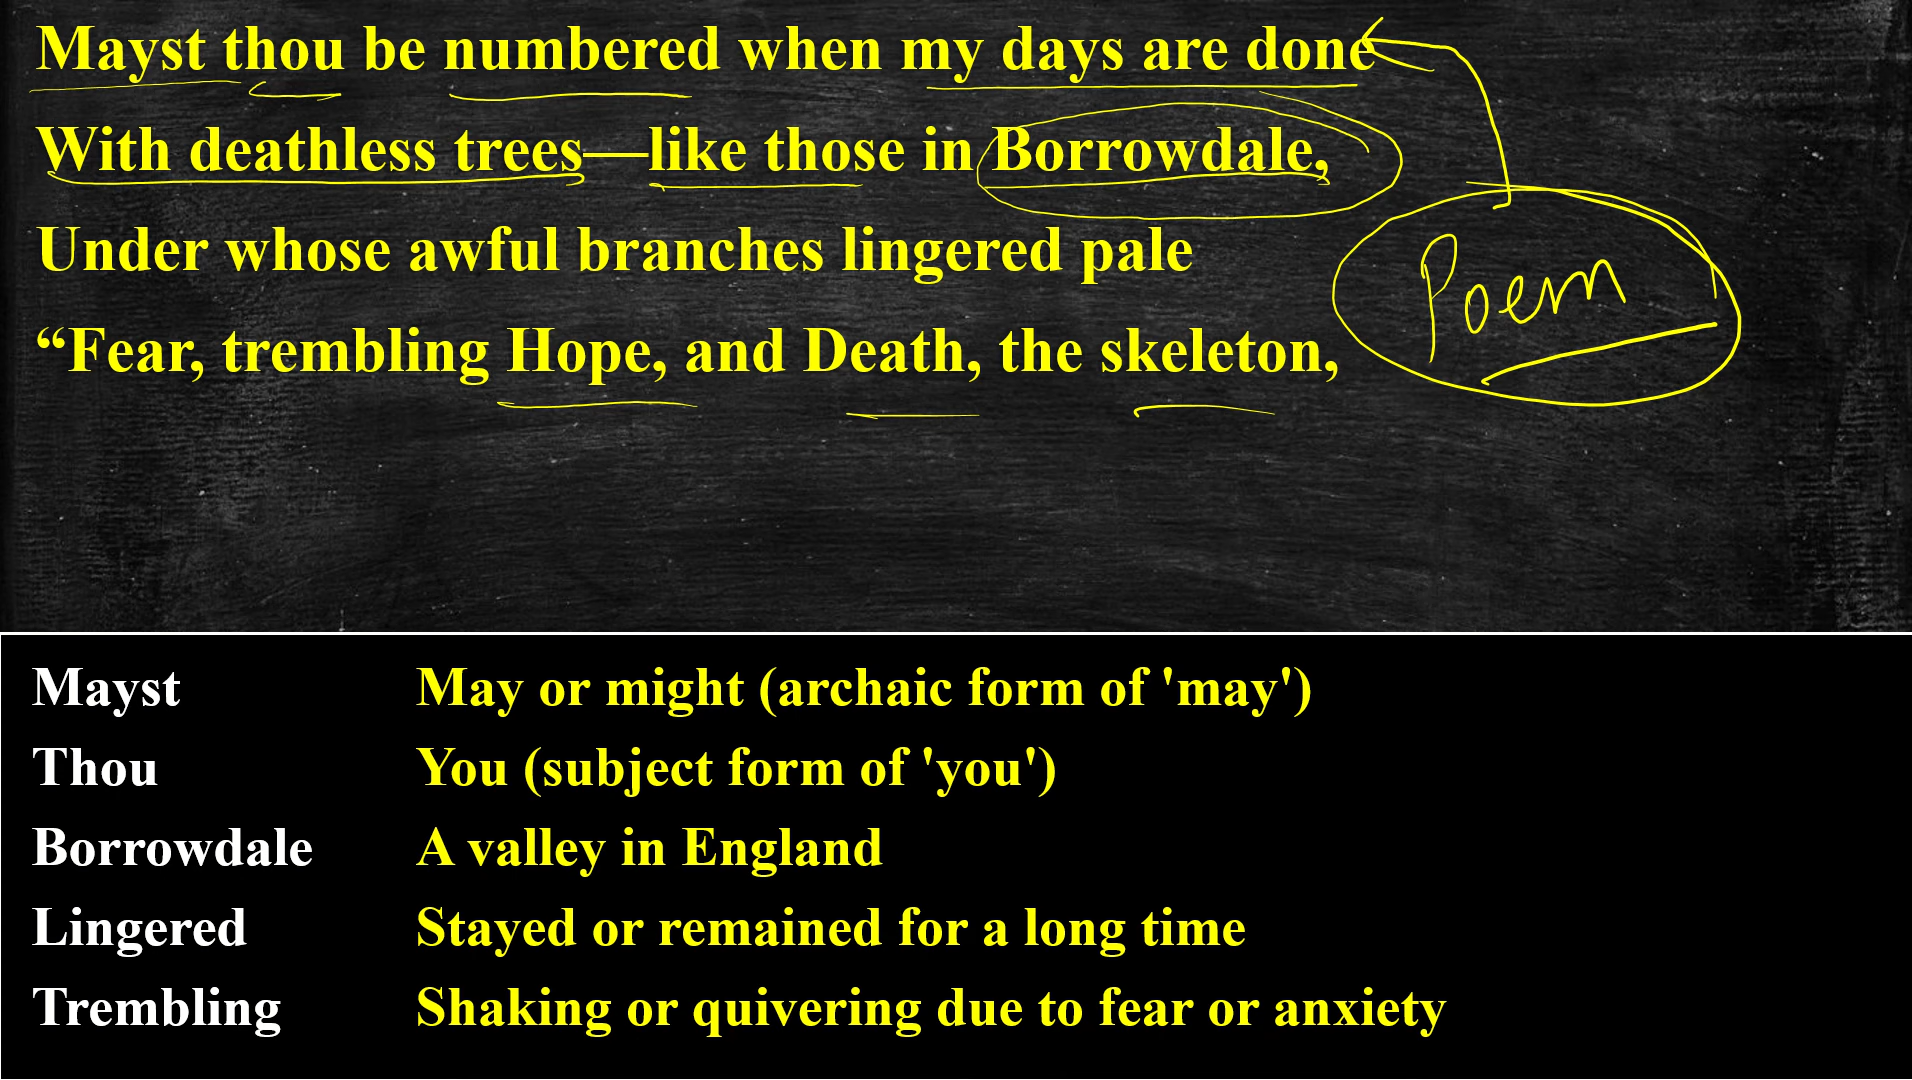 Mayst thou be numbered when my days are done
With deathless trees—like those in Borrowdale,
Under whose awful branches lingered pale
“Fear, trembling Hope, and Death, the skeleton,
Poem
Mayst May or might (archaic form of 'may')
Thou You (subject form of 'you')
Borrowdale A valley in England
Lingered Stayed or remained for a long time
Trembling Shaking or quivering due to fear or anxiety